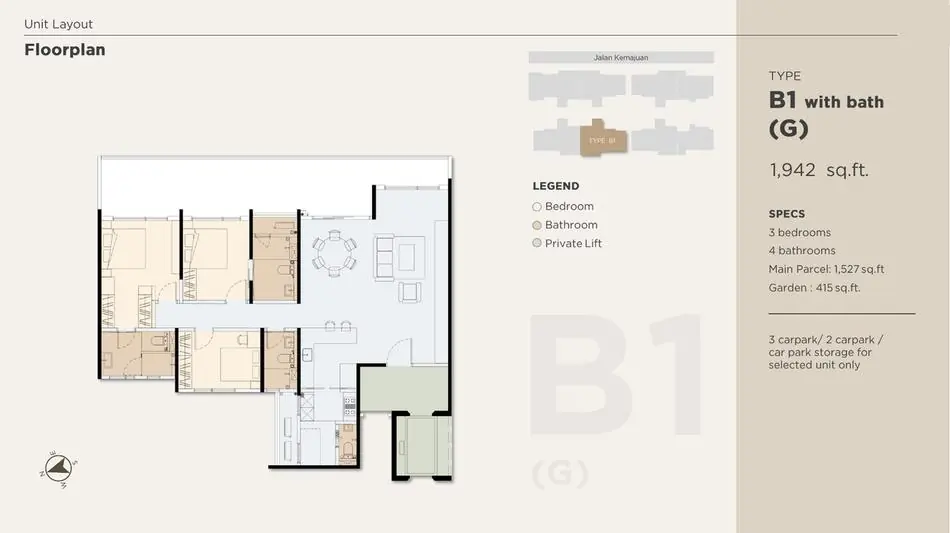 Unit Layout
Floorplan
Jalan Kemajuan
TYPE B1
LEGEND
Bedroom
Bathroom
Private Lift
TYPE
B1 with bath
(G)
1,942 sq.ft.
SPECS
3 bedrooms
4 bathrooms
Main Parcel: 1,527 sq.ft
Garden : 415 sq.ft.
3 carpark/ 2 carpark /
car park storage for
selected unit only
B1
(G)
E
S
N
W